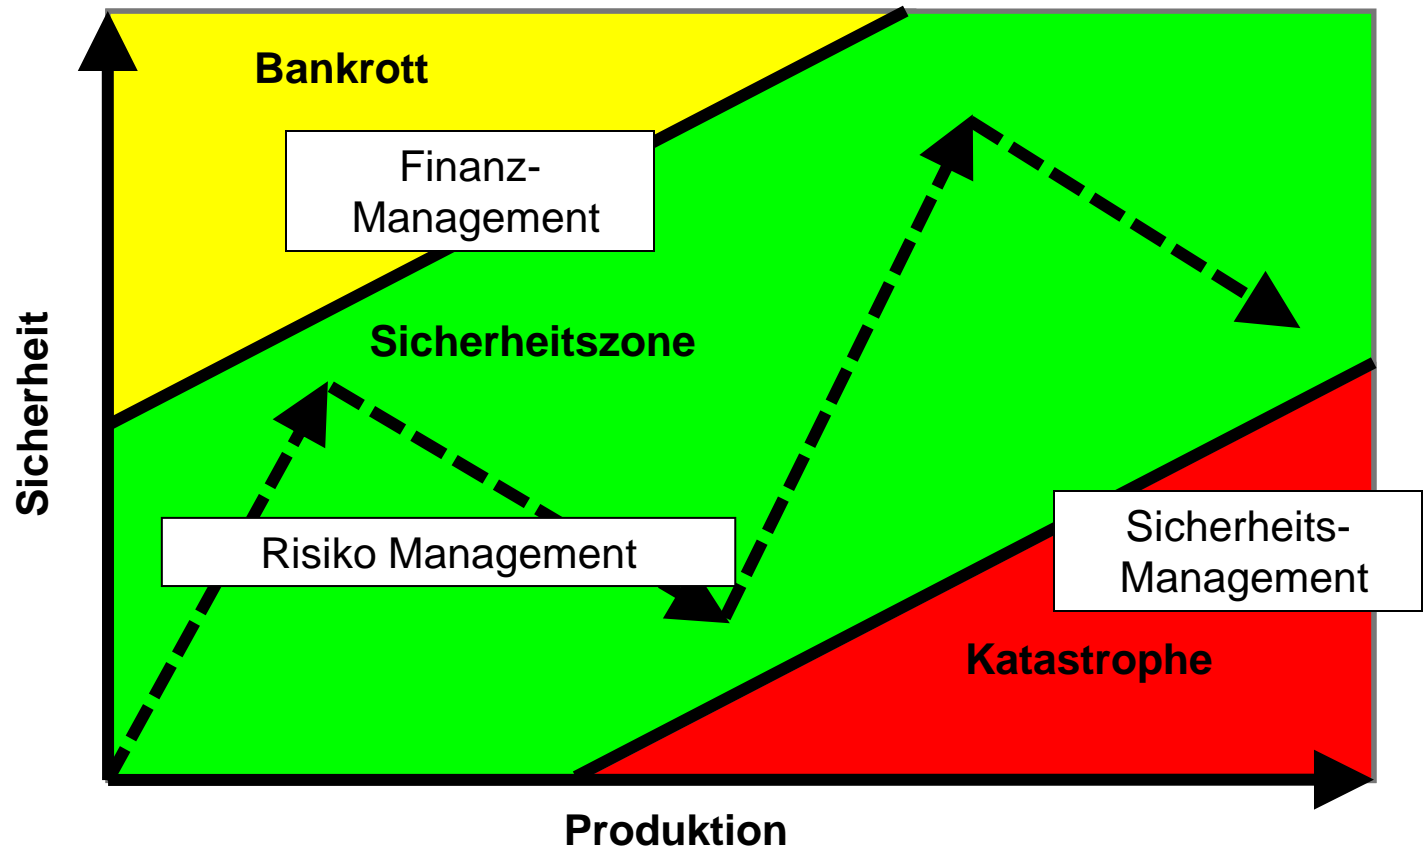 Bankrott
Finanz-
Management
Sicherheitszone
Sicherheit
Risiko Management
Sicherheits-
Management
Katastrophe
Produktion